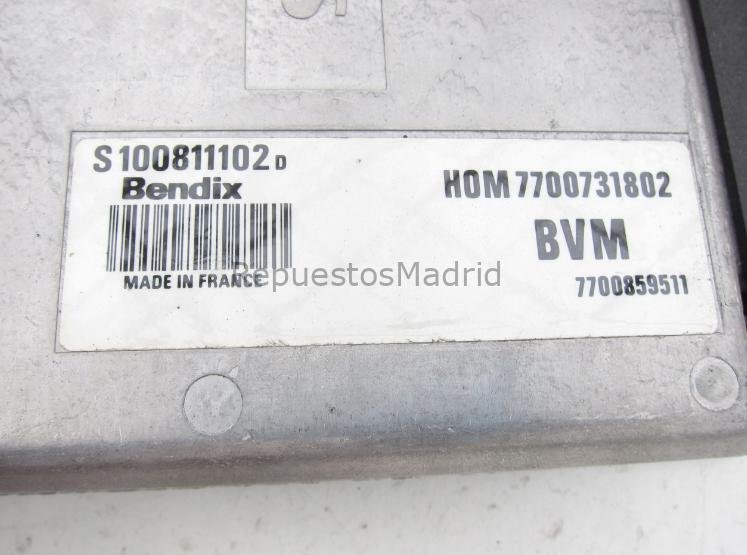 S100811102 D
Bendix
HOM 7700731802
BVM
MADE IN FRANCE
7700859511
RepuestosMadrid